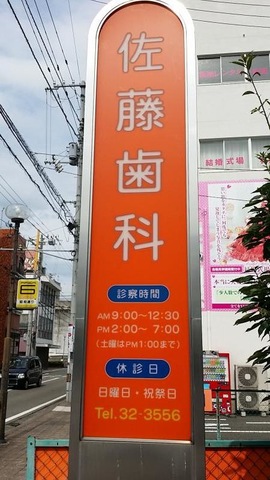 佐藤歯科
診察時間
AM 9:00〜12:30
PM 2:00〜 7:00
(土曜はPM1:00まで)
休診日
日曜日・祝祭日
Tel.32-3556
結婚式場